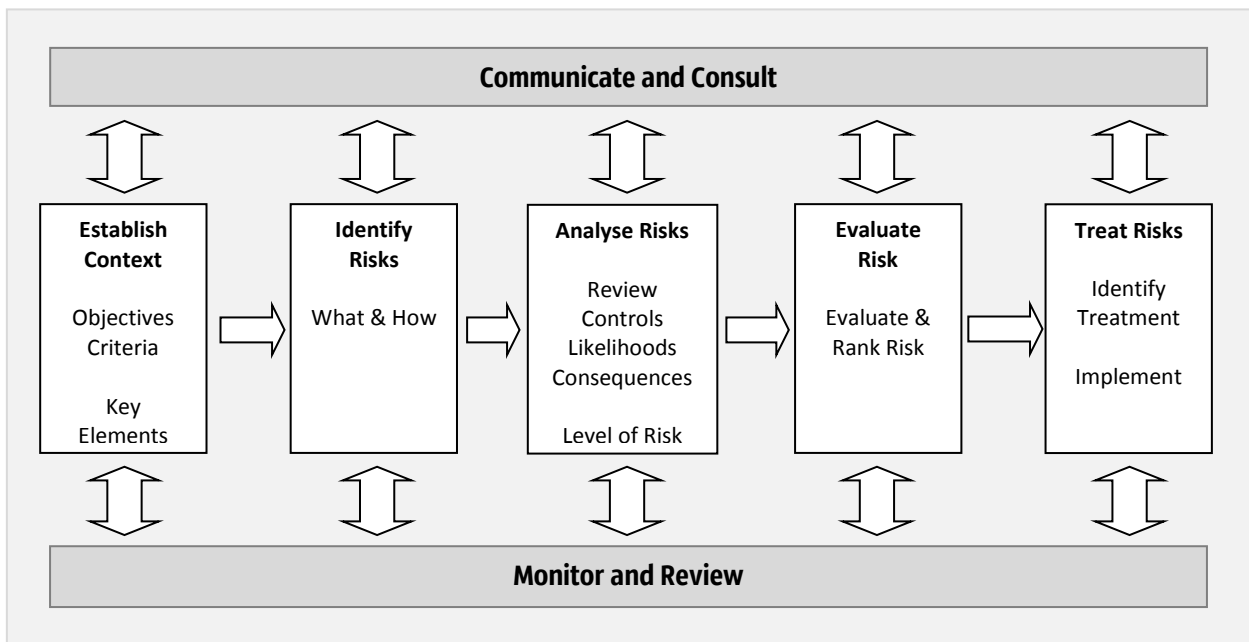 Communicate and Consult
Establish
Context
Objectives
Criteria
Key
Elements
Identify
Risks
What & How
Analyse Risks
Review
Controls
Likelihoods
Consequences
Level of Risk
Evaluate
Risk
Evaluate &
Rank Risk
Treat Risks
Identify
Treatment
Implement
Monitor and Review